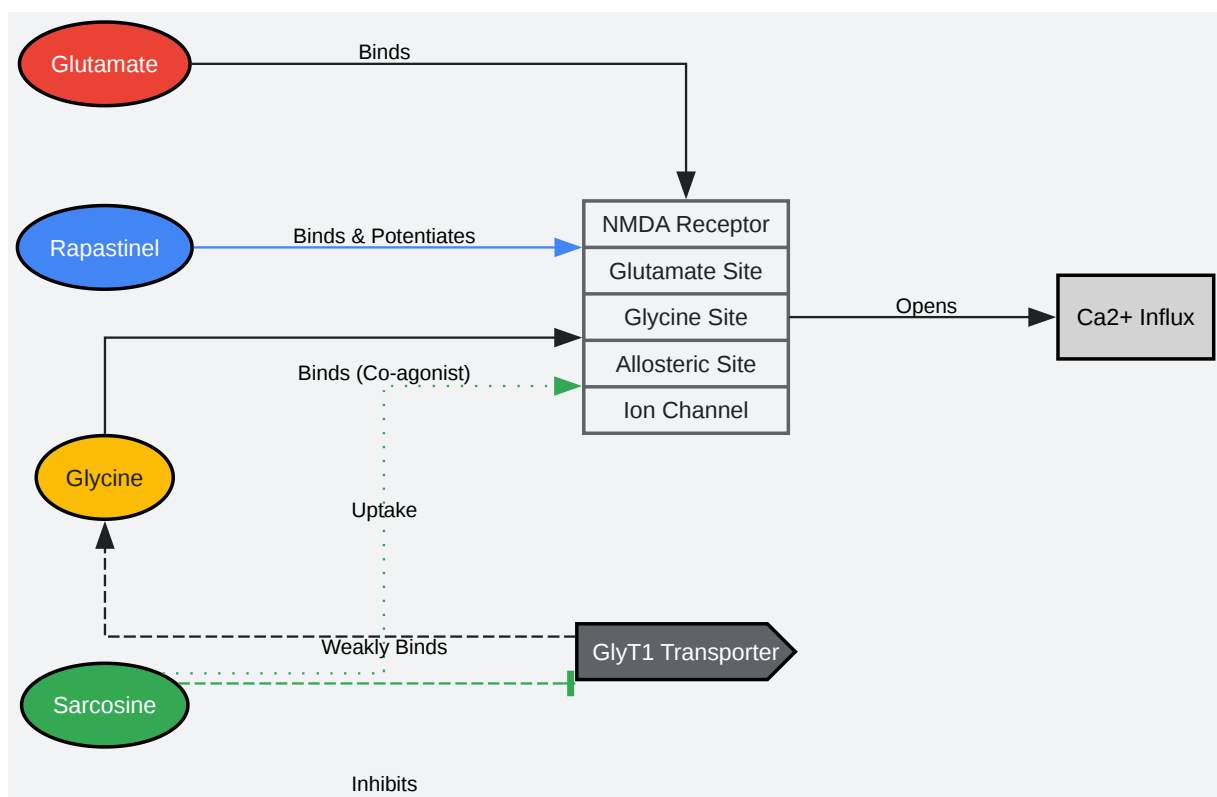 Glutamate
Binds
Rapastinel
Binds & Potentiates
NMDA Receptor
Glutamate Site
Glycine Site
Allosteric Site
Ion Channel
Opens
Ca2+ Influx
Binds (Co-agonist)
Glycine
Uptake
Weakly Binds
GlyT1 Transporter
Sarcosine
Inhibits